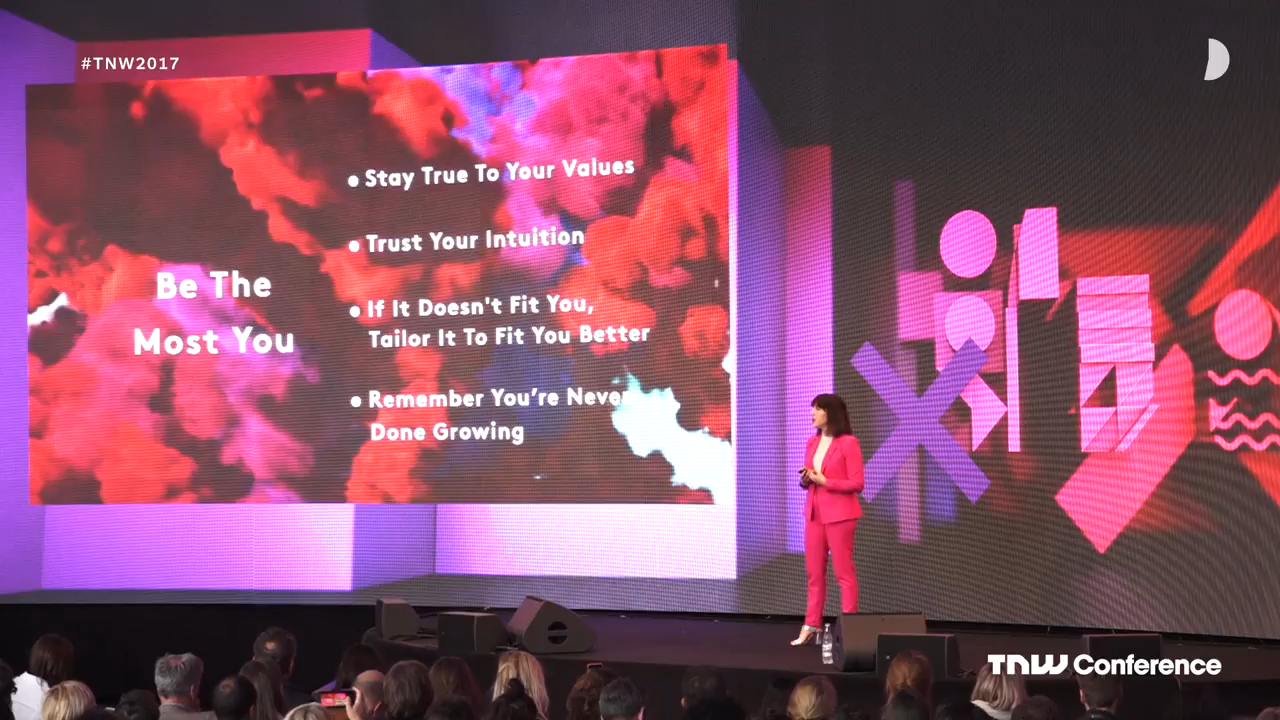 #TNW2017
Be The
Most You
• Stay True To Your Values
• Trust Your Intuition
• If It Doesn't Fit You,
Tailor It To Fit You Better
• Remember You're Never
Done Growing
TNW Conference